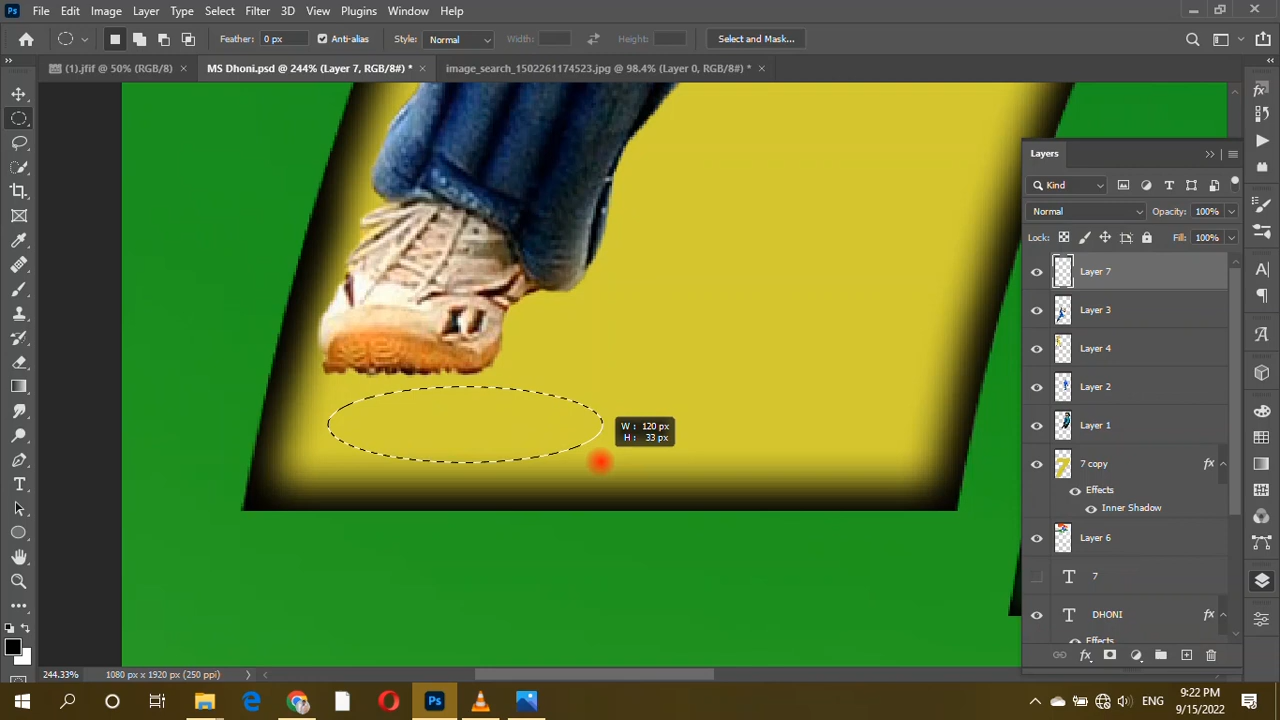 Ps File Edit Image Layer Type Select Filter 3D View Plugins Window Help
Feather: 0 px Anti-alias Style: Normal Width: Height: Select and Mask...
(1).jfif @ 50% (RGB/8) × MS Dhoni.psd @ 244% (Layer 7, RGB/8#) * × image_search_1502261174523.jpg @ 98.4% (Layer 0, RGB/8#) * ×
Layers
Kind
Normal Opacity: 100%
Lock: Fill: 100%
Layer 7
Layer 3
Layer 4
Layer 2
Layer 1
W: 120 px
H: 33 px
7 copy fx
Effects
Inner Shadow
Layer 6
T 7
T DHONI fx
Effects
244.33% 1080 px x 1920 px (250 ppi)
Ps ENG 9:22 PM
9/15/2022